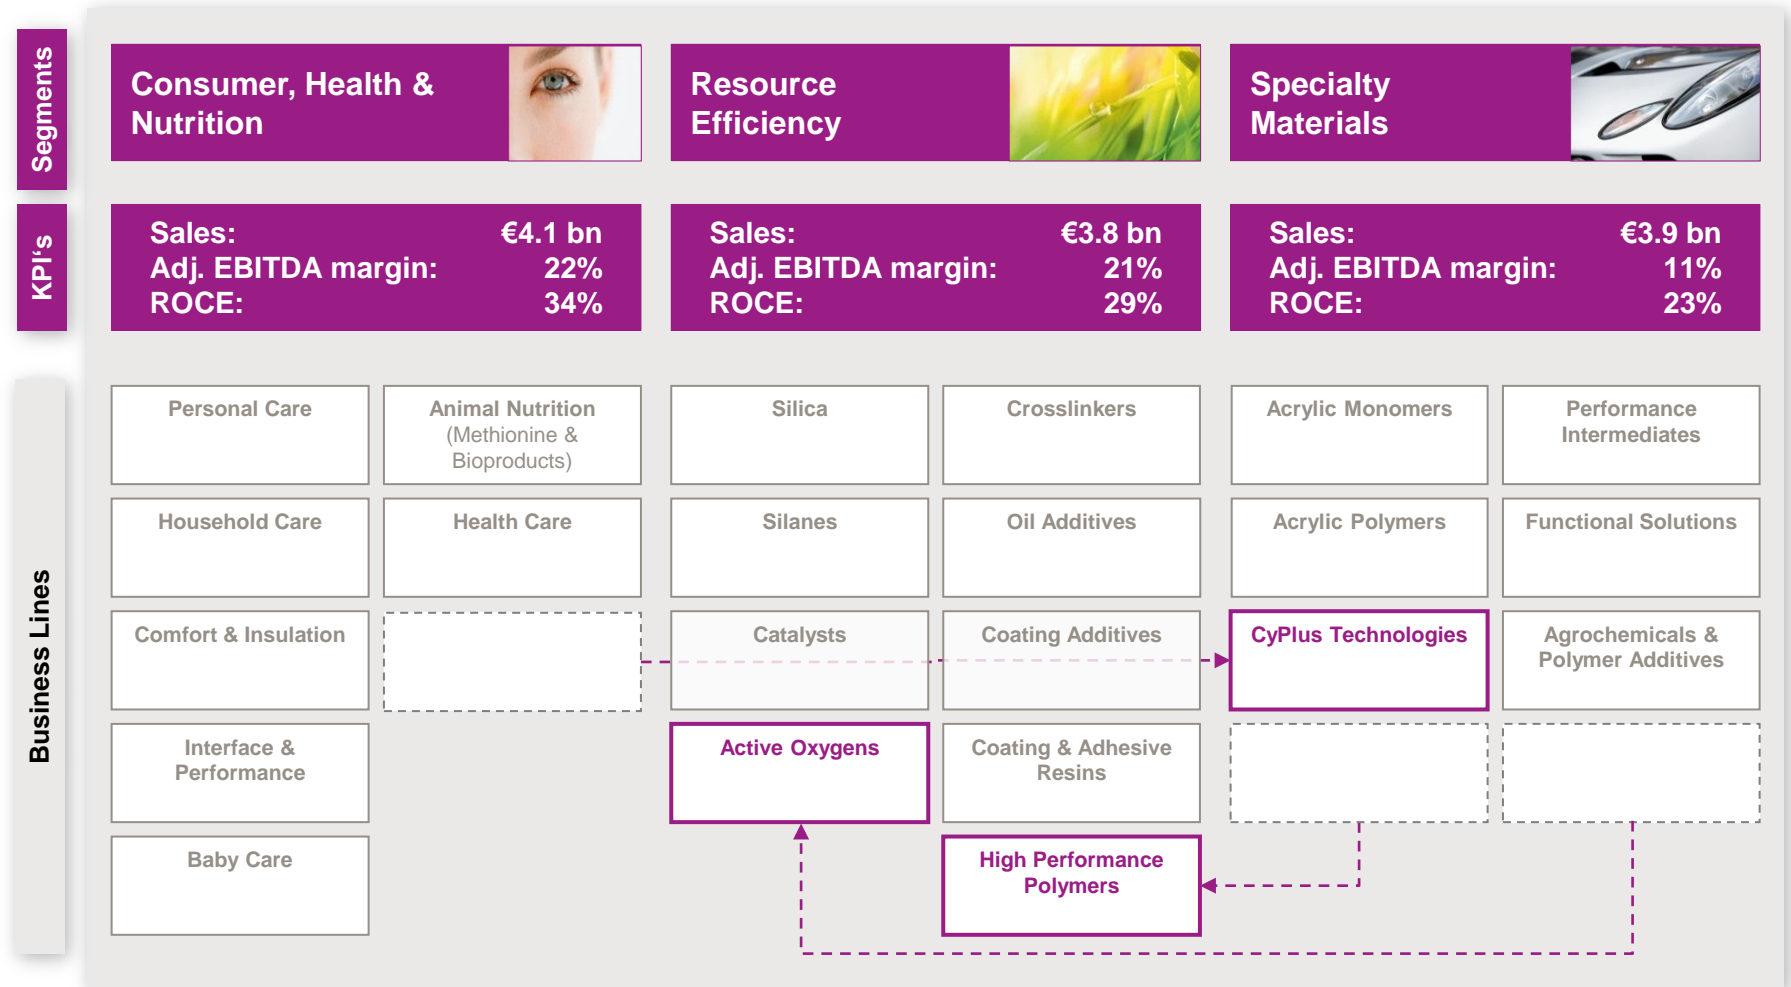 Segments
Consumer, Health &
Nutrition
Resource
Efficiency
Specialty
Materials
KPI‘s
Sales: €4.1 bn
Adj. EBITDA margin: 22%
ROCE: 34%
Sales: €3.8 bn
Adj. EBITDA margin: 21%
ROCE: 29%
Sales: €3.9 bn
Adj. EBITDA margin: 11%
ROCE: 23%
Business Lines
Personal Care
Animal Nutrition
(Methionine &
Bioproducts)
Silica
Crosslinkers
Acrylic Monomers
Performance
Intermediates
Household Care
Health Care
Silanes
Oil Additives
Acrylic Polymers
Functional Solutions
Comfort & Insulation
Catalysts
Coating Additives
CyPlus Technologies
Agrochemicals &
Polymer Additives
Interface &
Performance
Active Oxygens
Coating & Adhesive
Resins
Baby Care
High Performance
Polymers